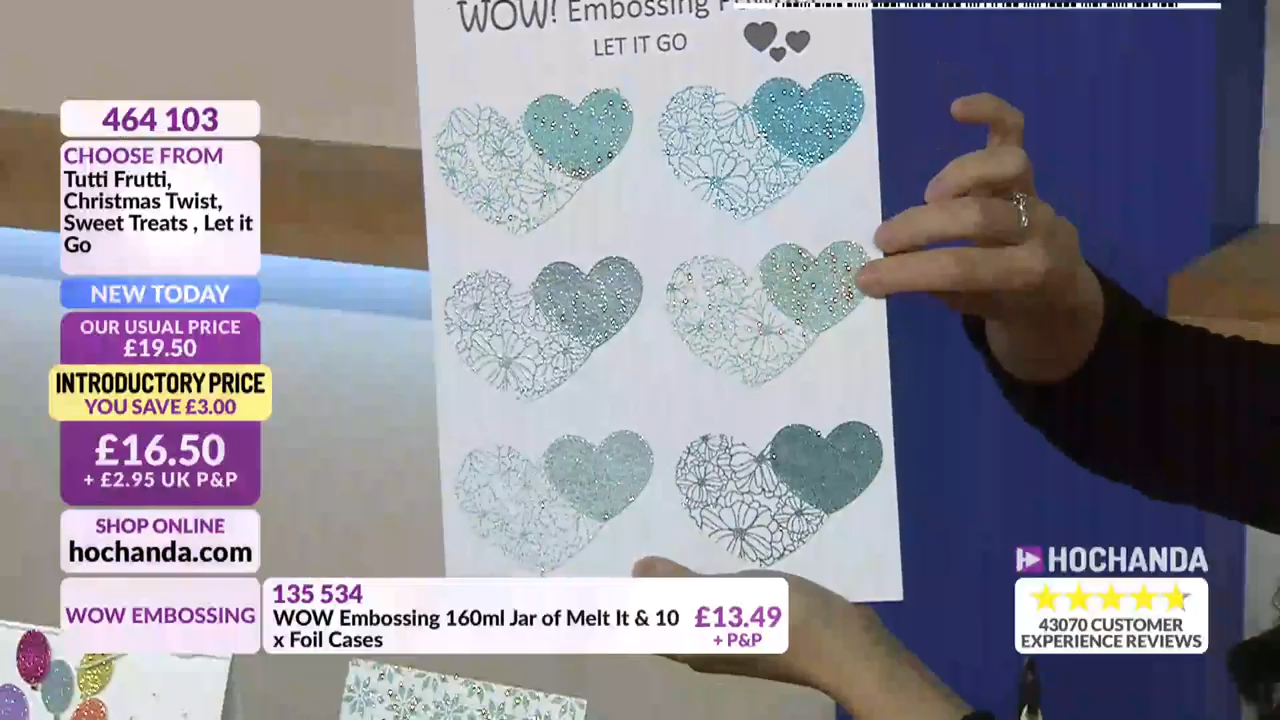 WOW! Embossing
LET IT GO
464 103
CHOOSE FROM
Tutti Frutti,
Christmas Twist,
Sweet Treats , Let it
Go
NEW TODAY
OUR USUAL PRICE
£19.50
INTRODUCTORY PRICE
YOU SAVE £3.00
£16.50
+ £2.95 UK P&P
SHOP ONLINE
hochanda.com
WOW EMBOSSING
135 534
WOW Embossing 160ml Jar of Melt It & 10
x Foil Cases
£13.49
+ P&P
HOCHANDA
43070 CUSTOMER
EXPERIENCE REVIEWS